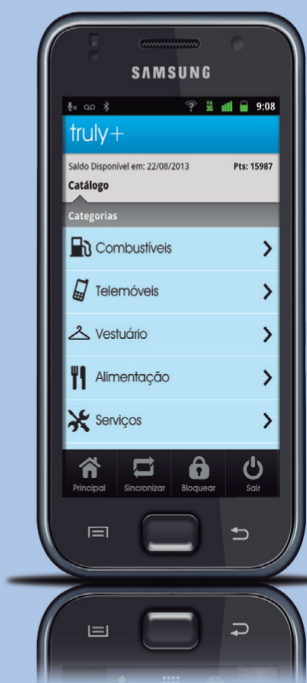 SAMSUNG
9:08
truly+
Saldo Disponível em: 22/08/2013 Pts: 15987
Catálogo
Categorias
Combustíveis
Telemóveis
Vestuário
Alimentação
Serviços
Principal Sincronizar Bloquear Sair